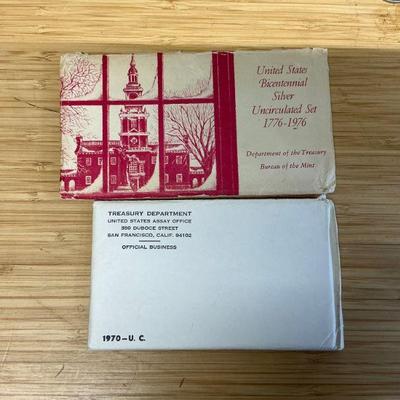 United States
Bicentennial
Silver
Uncirculated Set
1776-1976
Department of the Treasury
Bureau of the Mint
TREASURY DEPARTMENT
UNITED STATES ASSAY OFFICE
350 DUBOCE STREET
SAN FRANCISCO, CALIF. 94102
OFFICIAL BUSINESS
1970-U. C.